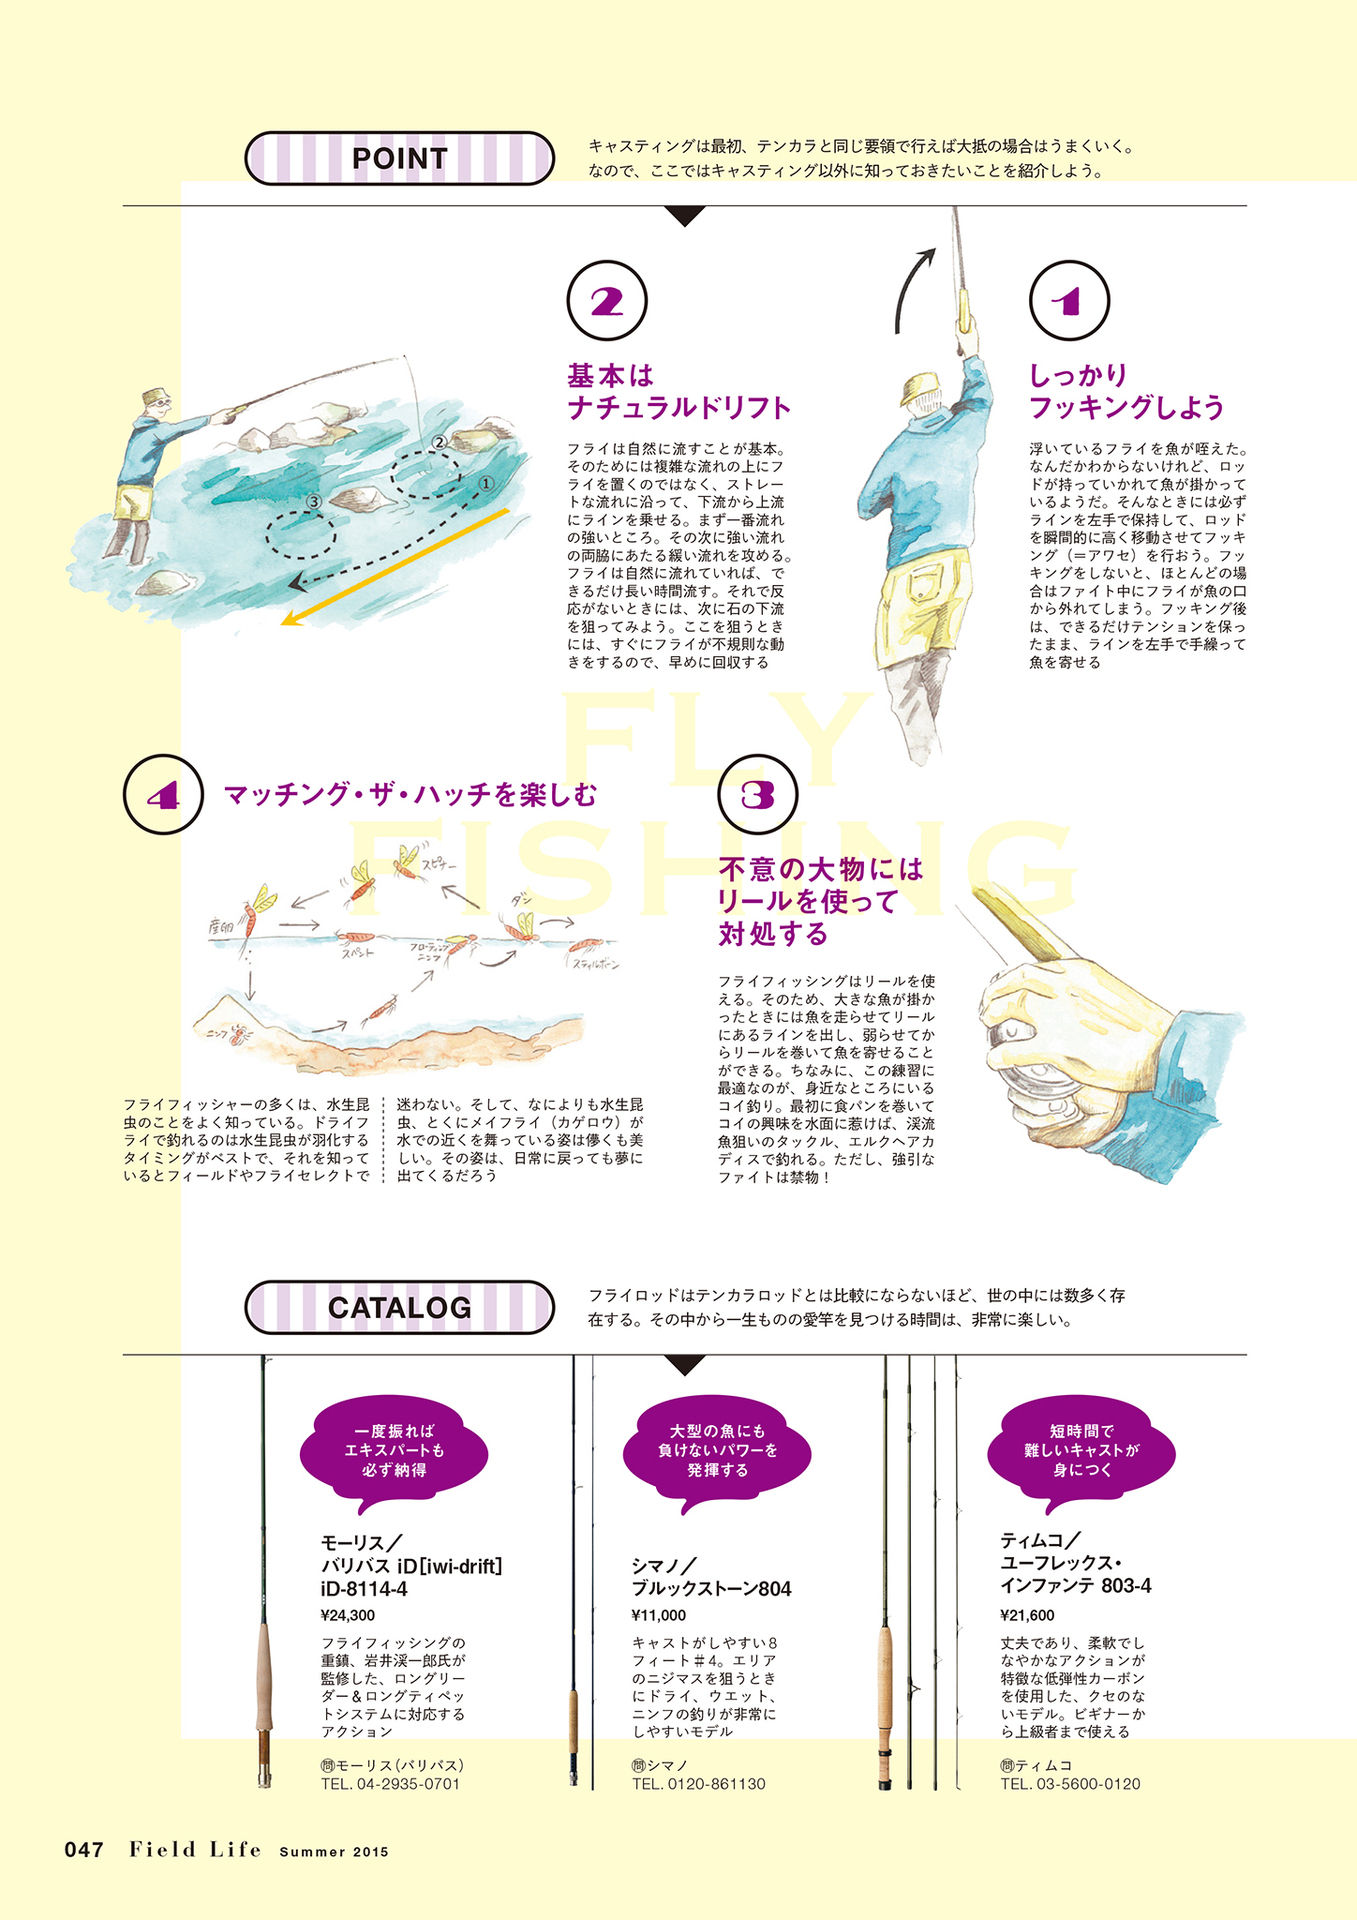 POINT
キャスティングは最初、テンカラと同じ要領で行えば大抵の場合はうまくいく。
なので、ここではキャスティング以外に知っておきたいことを紹介しよう。
1
しっかり
フッキングしよう
浮いているフライを魚が咥えた。
なんだかわからないけれど、ロッ
ドが持っていかれて魚が掛かって
いるようだ。そんなときには必ず
ラインを左手で保持して、ロッド
を瞬間的に高く移動させてフッキ
ング（＝アワセ）を行おう。フッ
キングをしないと、ほとんどの場
合はファイト中にフライが魚の口
から外れてしまう。フッキング後
は、できるだけテンションを保っ
たまま、ラインを左手で手繰って
魚を寄せる
2
基本は
ナチュラルドリフト
フライは自然に流すことが基本。
そのためには複雑な流れの上にフ
ライを置くのではなく、ストレー
トな流れに沿って、下流から上流
にラインを乗せる。まず一番流れ
の強いところ。その次に強い流れ
の両脇にあたる緩い流れを攻める。
フライは自然に流れていれば、で
きるだけ長い時間流す。それで反
応がないときには、次に石の下流
を狙ってみよう。ここを狙うとき
には、すぐにフライが不規則な動
きをするので、早めに回収する
②
①
③
FLY
FISHING
3
不意の大物には
リールを使って
対処する
フライフィッシングはリールを使
える。そのため、大きな魚が掛か
ったときには魚を走らせてリール
にあるラインを出し、弱らせてか
らリールを巻いて魚を寄せること
ができる。ちなみに、この練習に
最適なのが、身近なところにいる
コイ釣り。最初に食パンを巻いて
コイの興味を水面に惹けば、渓流
魚狙いのタックル、エルクヘアカ
ディスで釣れる。ただし、強引な
ファイトは禁物！
4
マッチング・ザ・ハッチを楽しむ
スピナー
ダン
産卵
スペント
フローティング
ニンフ
スティルボーン
ニンフ
フライフィッシャーの多くは、水生昆
虫のことをよく知っている。ドライフ
ライで釣れるのは水生昆虫が羽化する
タイミングがベストで、それを知って
いるとフィールドやフライセレクトで
迷わない。そして、なによりも水生昆
虫、とくにメイフライ（カゲロウ）が
水での近くを舞っている姿は儚くも美
しい。その姿は、日常に戻っても夢に
出てくるだろう
CATALOG
フライロッドはテンカラロッドとは比較にならないほど、世の中には数多く存
在する。その中から一生ものの愛竿を見つける時間は、非常に楽しい。
一度振れば
エキスパートも
必ず納得
モーリス／
バリバス iD[iwi-drift]
iD-8114-4
¥24,300
フライフィッシングの
重鎮、岩井渓一郎氏が
監修した、ロングリー
ダー＆ロングティペッ
トシステムに対応する
アクション
㉄モーリス（バリバス）
TEL. 04-2935-0701
大型の魚にも
負けないパワーを
発揮する
シマノ／
ブルックストーン804
¥11,000
キャストがしやすい8
フィート＃4。エリア
のニジマスを狙うとき
にドライ、ウエット、
ニンフの釣りが非常に
しやすいモデル
㉄シマノ
TEL. 0120-861130
短時間で
難しいキャストが
身につく
ティムコ／
ユーフレックス・
インファンテ 803-4
¥21,600
丈夫であり、柔軟でし
なやかなアクションが
特徴な低弾性カーボン
を使用した、クセのな
いモデル。ビギナーか
ら上級者まで使える
㉄ティムコ
TEL. 03-5600-0120
047 Field Life Summer 2015